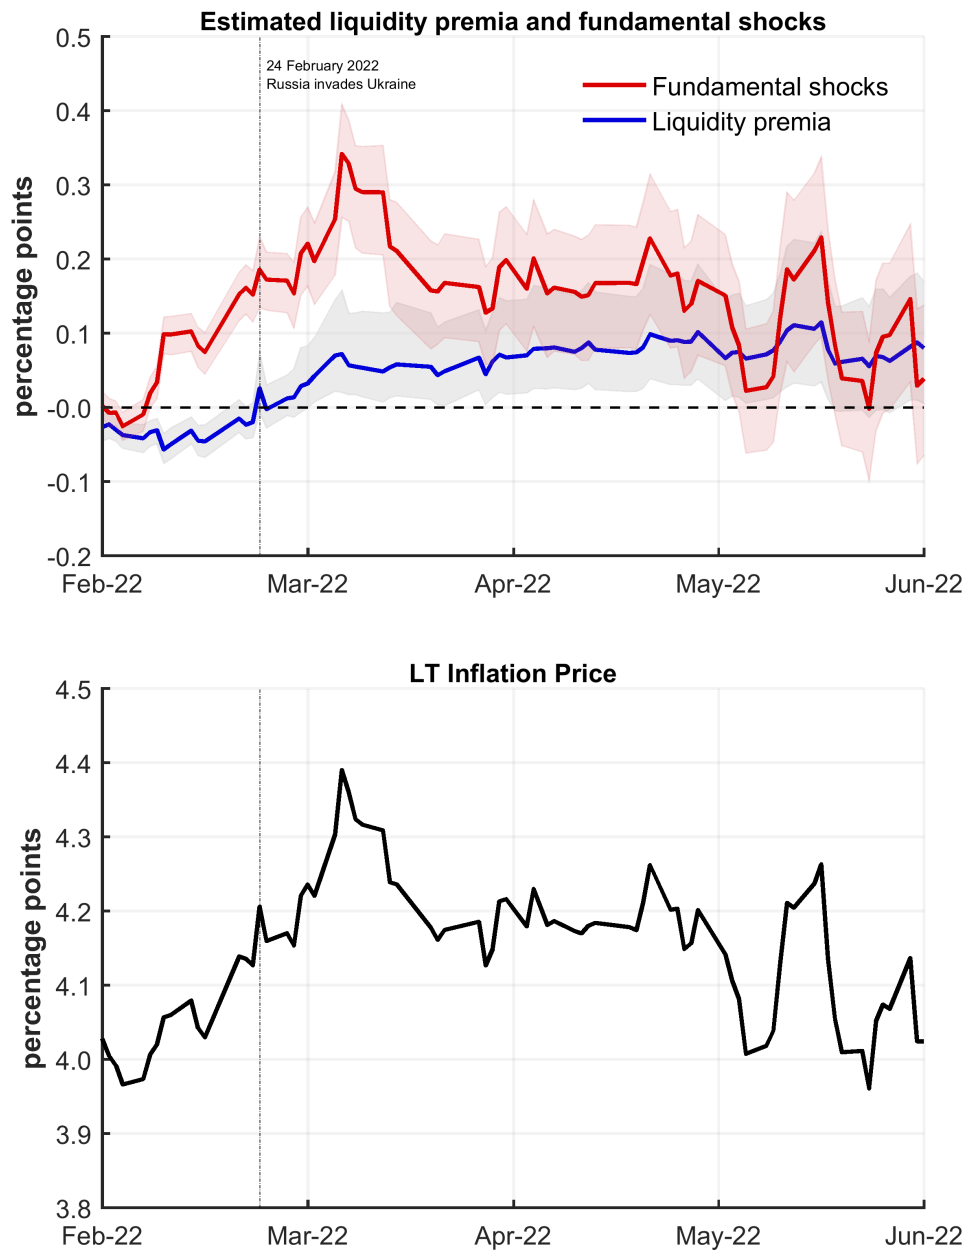 Estimated liquidity premia and fundamental shocks
0.5
24 February 2022
Russia invades Ukraine
Fundamental shocks
Liquidity premia
0.4
0.3
0.2
0.1
-0.0
-0.1
-0.2
percentage points
Feb-22
Mar-22
Apr-22
May-22
Jun-22
LT Inflation Price
4.5
4.4
4.3
4.2
4.1
4.0
3.9
3.8
percentage points
Feb-22
Mar-22
Apr-22
May-22
Jun-22